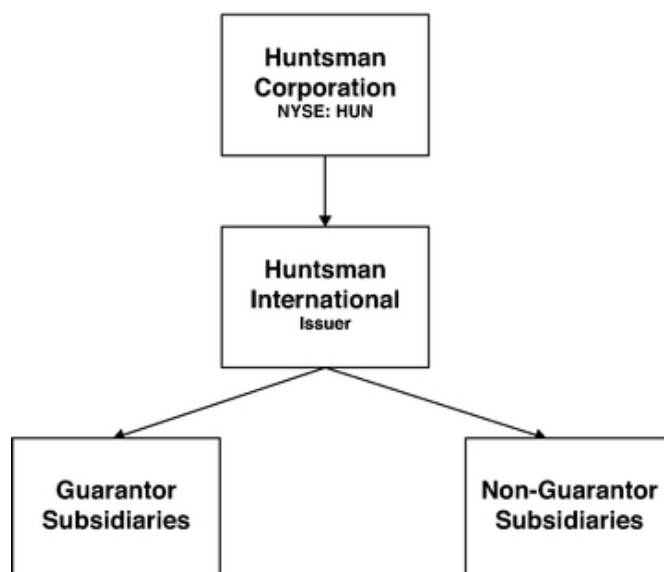 Huntsman
Corporation
NYSE: HUN
Huntsman
International
Issuer
Guarantor
Subsidiaries
Non-Guarantor
Subsidiaries